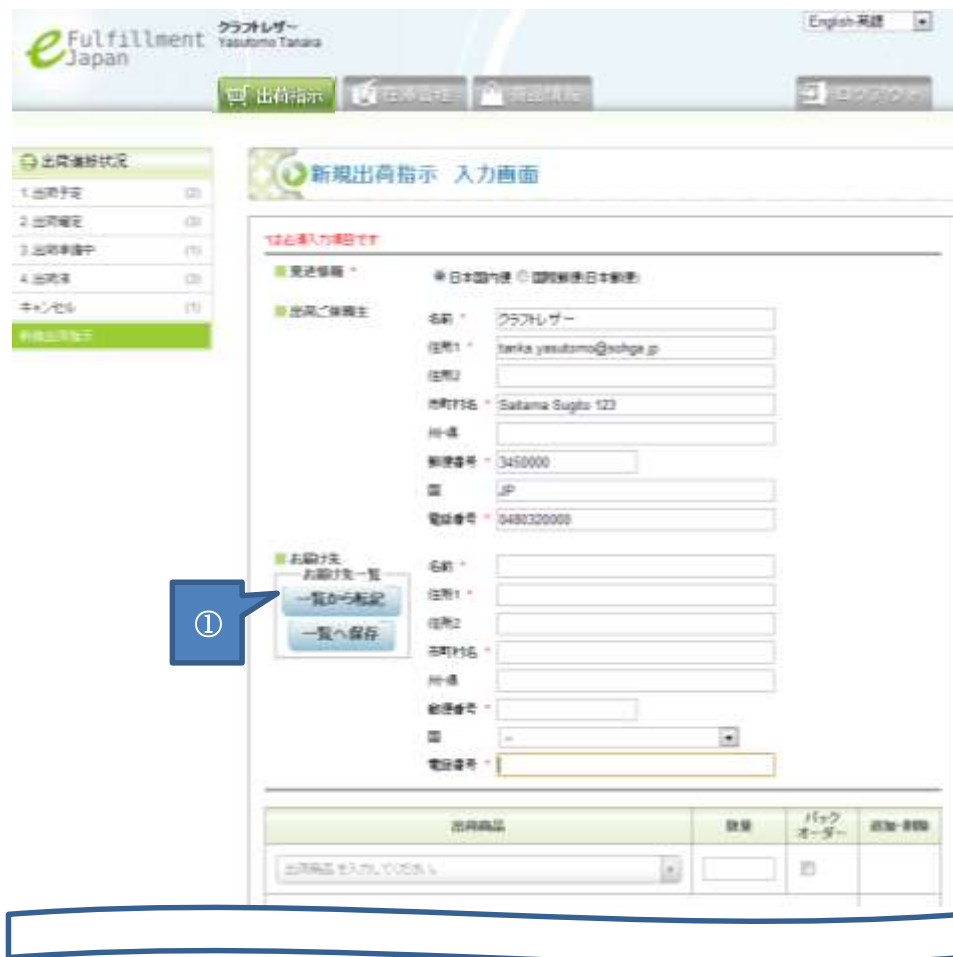 e Fulfillment Japan
クラフトレザー
Yasutomo Tanaka
English-英語
出荷指示
ログアウト
出荷進捗状況
1.出荷予定 (2)
2.出荷確定
3.出荷準備中 (1)
4.出荷済
キャンセル (1)
新規出荷指示
新規出荷指示 入力画面
*は必須入力項目です
発送情報 *
日本国内便 国際郵便(日本郵便)
出荷ご依頼主
名前 * クラフトレザー
住所1 * tanka.yasutomo@sohga.jp
住所2
市町村名 * Saitama Sugito 123
州・県
郵便番号 * 3450000
国 JP
電話番号 * 0480320000
お届け先
お届け先一覧
一覧から転記
一覧へ保存
①
名前 *
住所1 *
住所2
市町村名 *
州・県
郵便番号 *
国 --
電話番号 *
出荷商品 数量 バックオーダー 追加・削除
出荷商品 を入力してください。